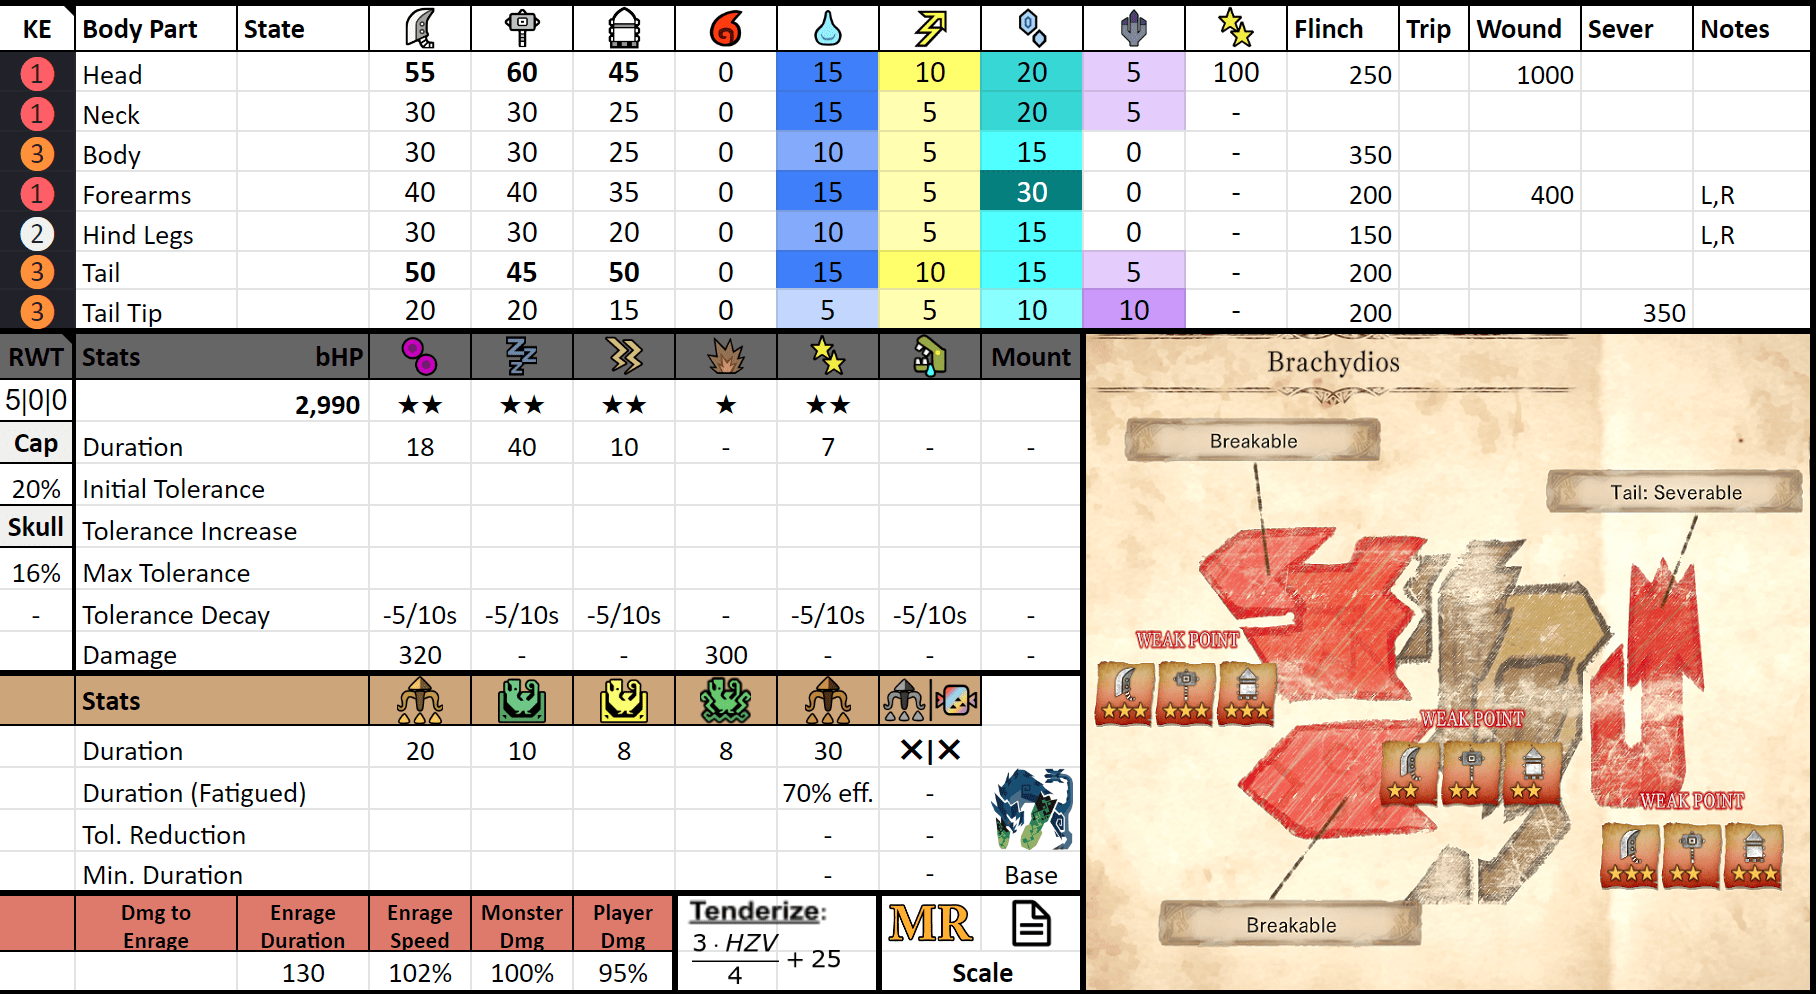 KE Body Part State Flinch Trip Wound Sever Notes
1 Head 55 60 45 0 15 10 20 5 100 250 1000
1 Neck 30 30 25 0 15 5 20 5 -
3 Body 30 30 25 0 10 5 15 0 - 350
1 Forearms 40 40 35 0 15 5 30 0 - 200 400 L,R
2 Hind Legs 30 30 20 0 10 5 15 0 - 150 L,R
3 Tail 50 45 50 0 15 10 15 5 - 200
3 Tail Tip 20 20 15 0 5 5 10 10 - 200 350
RWT Stats bHP Mount
5|0|0 2,990 ★★ ★★ ★★ ★ ★★
Cap Duration 18 40 10 - 7 - -
20% Initial Tolerance
Skull Tolerance Increase
16% Max Tolerance
- Tolerance Decay -5/10s -5/10s -5/10s - -5/10s -5/10s -
Damage 320 - - 300 - - -
Stats
Duration 20 10 8 8 30 ✕|✕
Duration (Fatigued) 70% eff. -
Tol. Reduction - -
Min. Duration - - Base
Dmg to Enrage
Enrage Duration
Enrage Speed
Monster Dmg
Player Dmg
130 102% 100% 95%
Tenderize:
3 · HZV
4
+ 25
MR
Scale
Brachydios
Breakable
Tail: Severable
WEAK POINT
WEAK POINT
WEAK POINT
Breakable